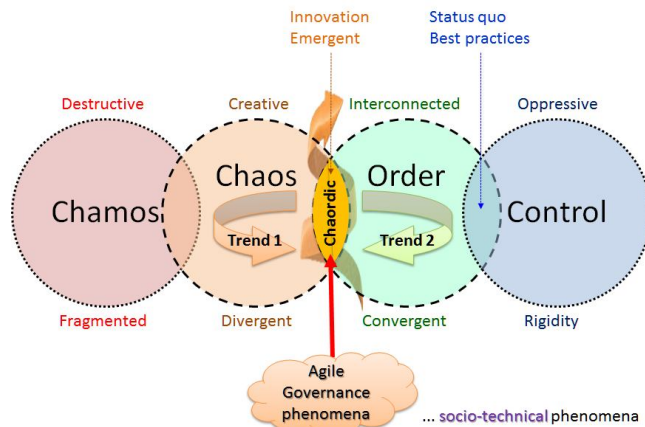 Innovation
Emergent
Status quo
Best practices
Destructive
Creative
Interconnected
Oppressive
Chamos
Chaos
Chaordic
Order
Control
Trend 1
Trend 2
Fragmented
Divergent
Convergent
Rigidity
Agile
Governance
phenomena
... socio-technical phenomena